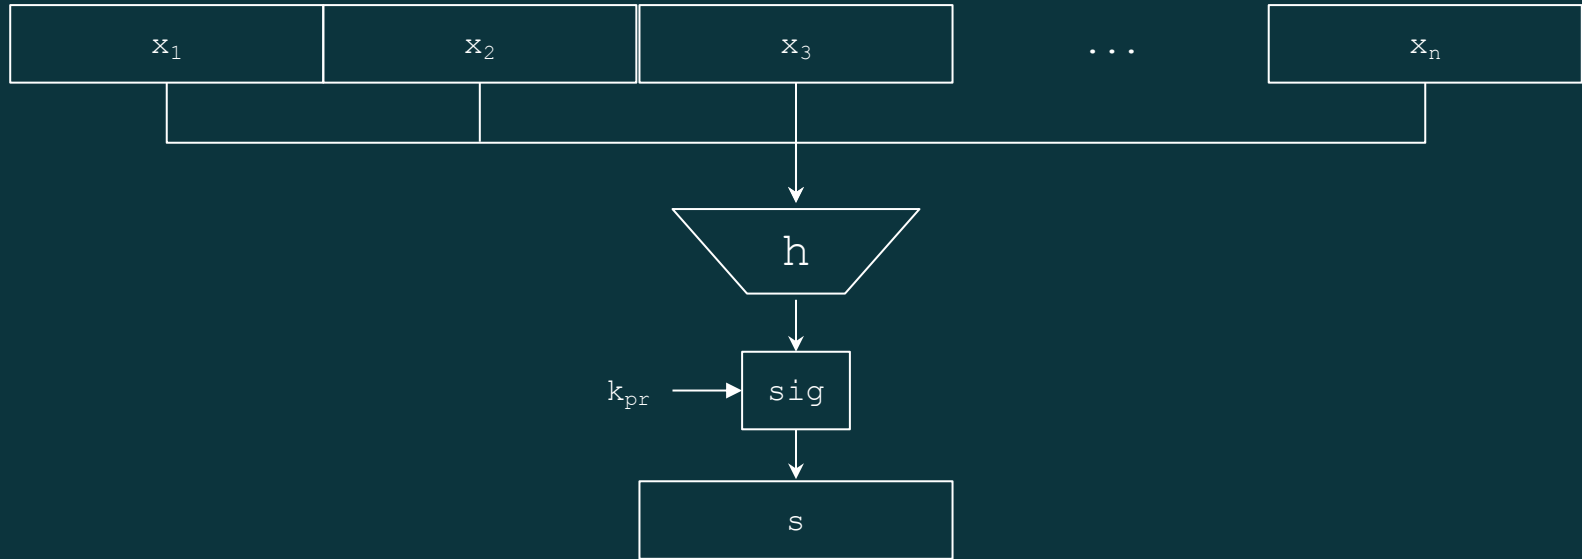 x₁ x₂ x₃ ... xₙ
h
kₚᵣ sig
s